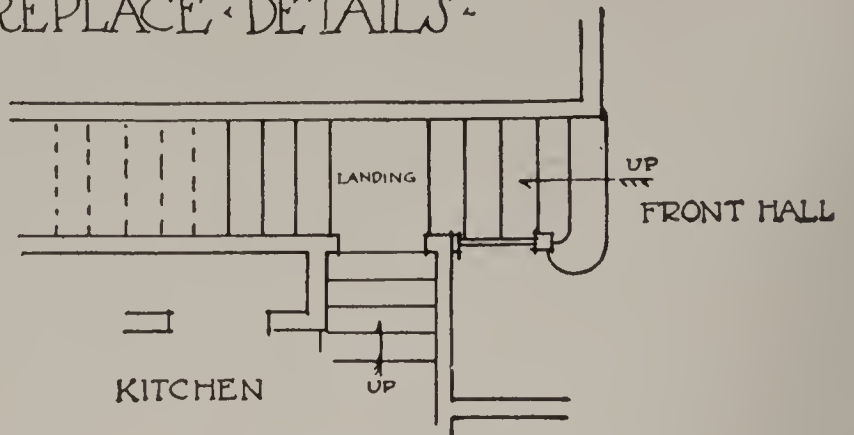 REPLACE · DETAILS -
LANDING
UP
FRONT HALL
KITCHEN
UP